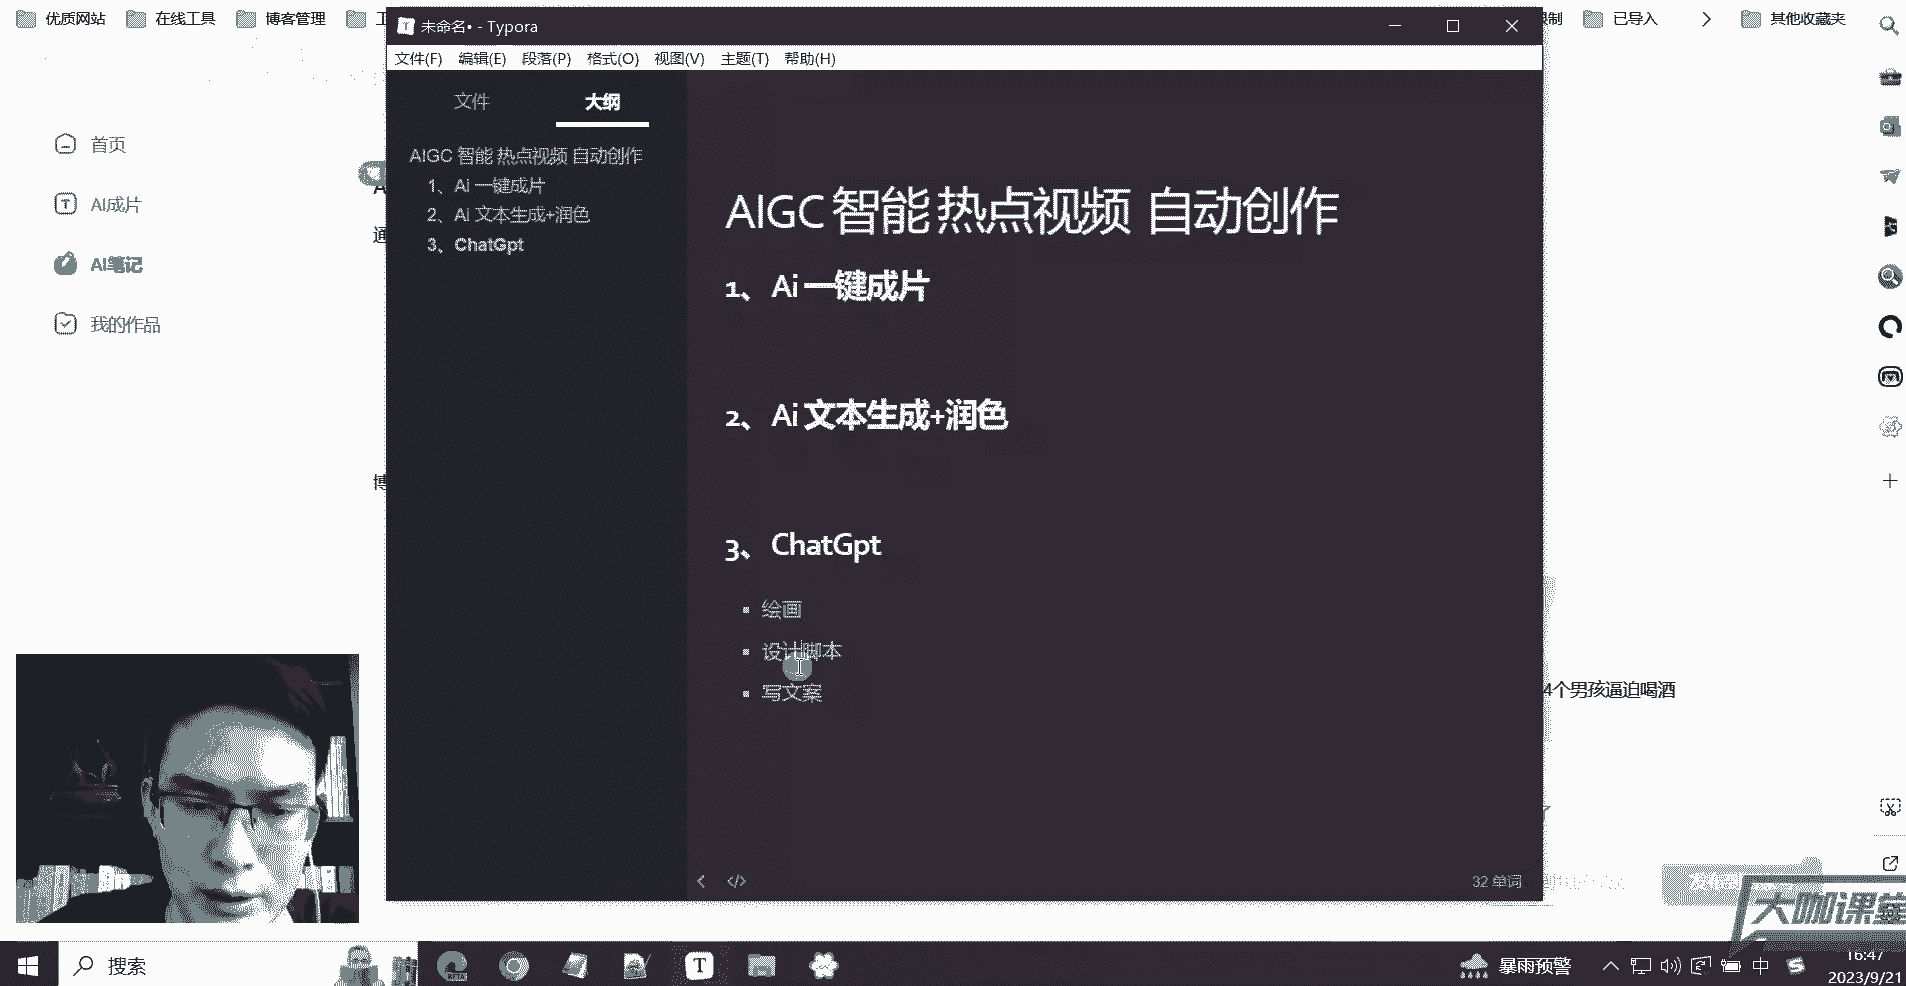 优质网站
在线工具
博客管理
限制
已导入
其他收藏夹
未命名• - Typora
文件(F) 编辑(E) 段落(P) 格式(O) 视图(V) 主题(T) 帮助(H)
文件 大纲
AIGC 智能 热点视频 自动创作
1、Ai 一键成片
2、Ai 文本生成+润色
3、ChatGpt
首页
AI成片
AI笔记
我的作品
AIGC 智能 热点视频 自动创作
1、 Ai 一键成片
2、 Ai 文本生成+润色
3、 ChatGpt
绘画
设计脚本
写文案
4个男孩逼迫喝酒
32 单词
大咖课堂
搜索
暴雨预警
中
16:47
2023/9/21